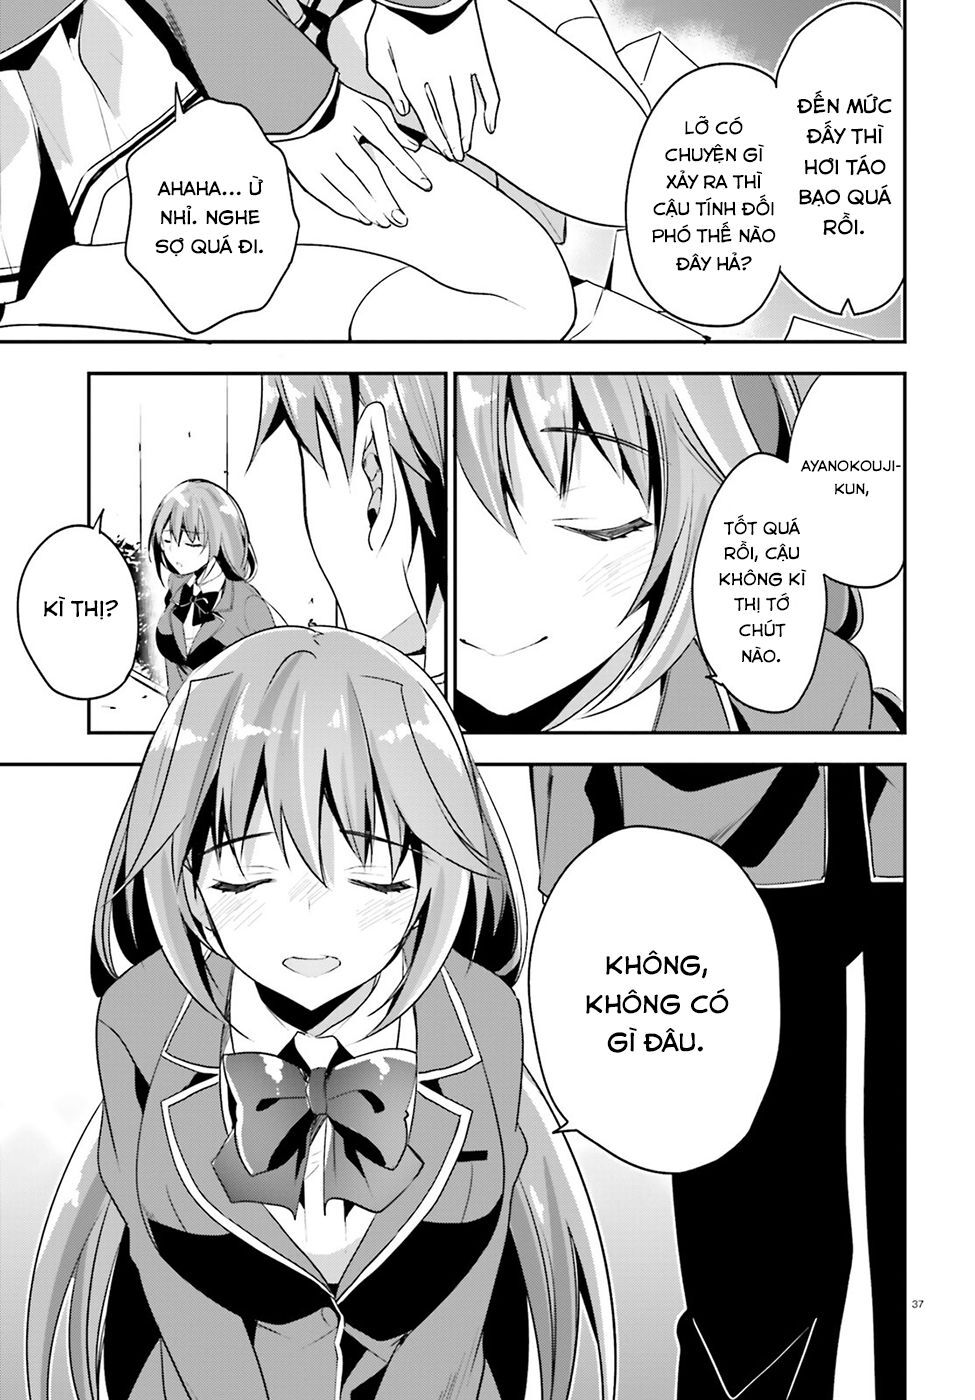 ĐẾN MỨC
ĐẤY THÌ
HƠI TÁO
BẠO QUÁ
RỒI.
LỠ CÓ
CHUYỆN GÌ
XẢY RA THÌ
CẬU TÍNH ĐỐI
PHÓ THẾ NÀO
ĐÂY HẢ?
AHAHA... Ừ
NHỈ. NGHE
SỢ QUÁ ĐI.
AYANOKOUJI-
KUN,
TỐT QUÁ
RỒI, CẬU
KHÔNG KÌ
THỊ TỚ
CHÚT
NÀO.
KÌ THỊ?
KHÔNG,
KHÔNG CÓ
GÌ ĐÂU.
37